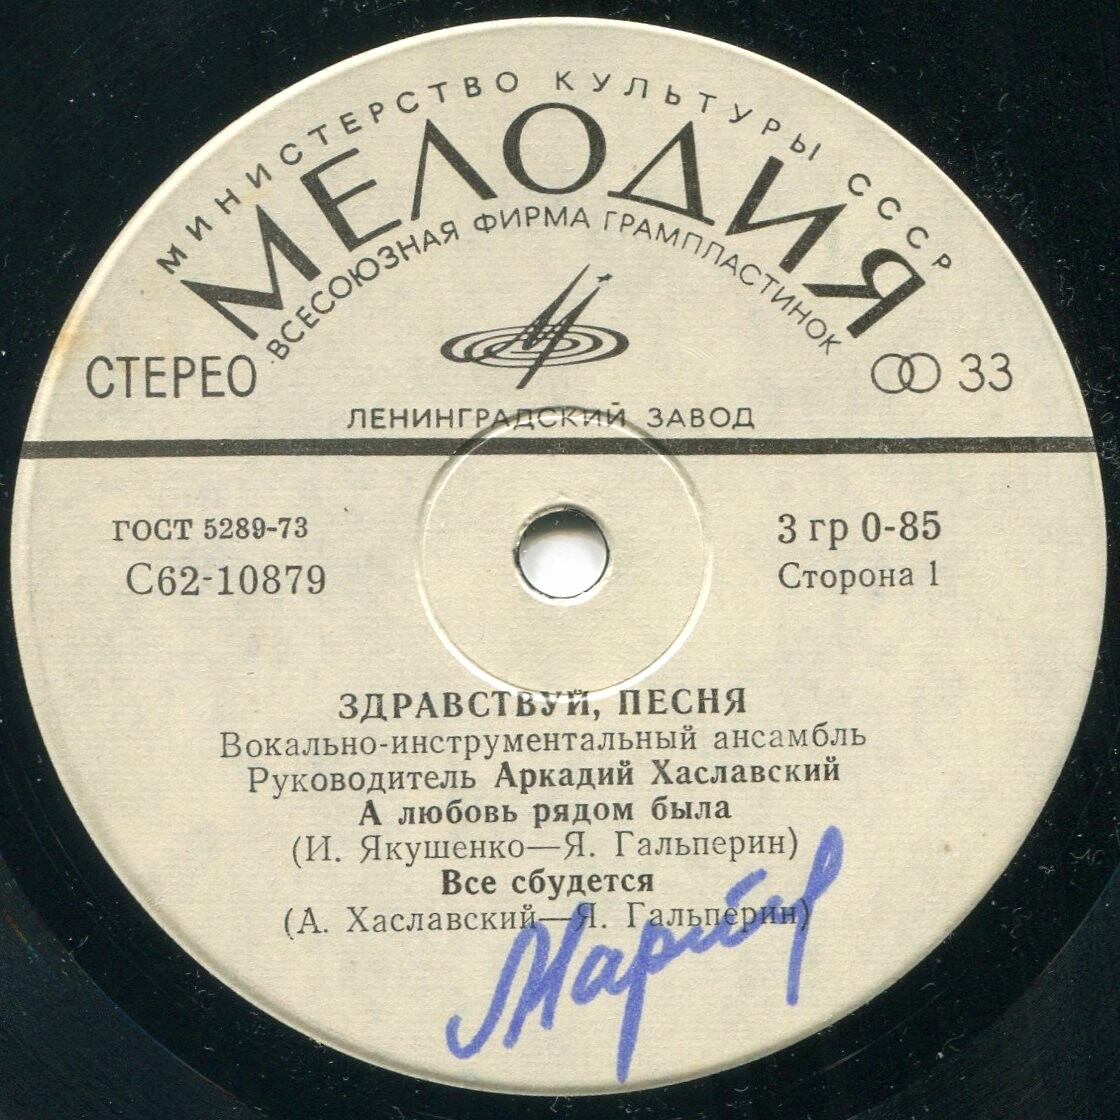 МИНИСТЕРСТВО КУЛЬТУРЫ СССР
МЕЛОДИЯ
ВСЕСОЮЗНАЯ ФИРМА ГРАМПЛАСТИНОК
СТЕРЕО
33
ЛЕНИНГРАДСКИЙ ЗАВОД
ГОСТ 5289-73
3 гр 0-85
С62-10879
Сторона 1
ЗДРАВСТВУЙ, ПЕСНЯ
Вокально-инструментальный ансамбль
Руководитель Аркадий Хаславский
А любовь рядом была
(И. Якушенко—Я. Гальперин)
Все сбудется
(А. Хаславский—Я. Гальперин)